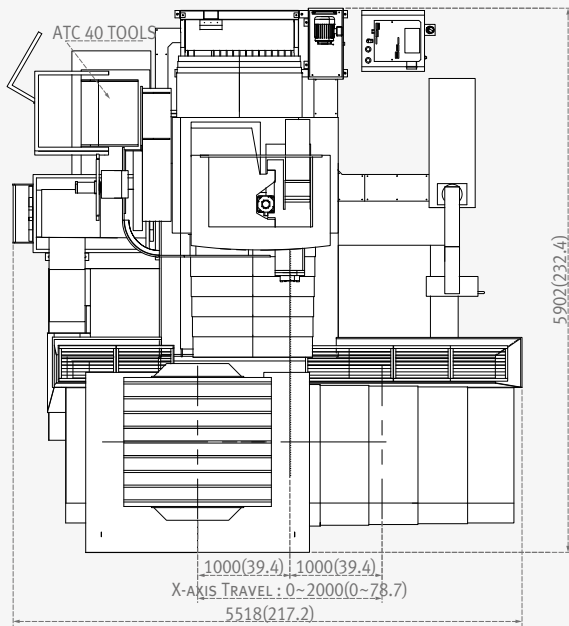 ATC 40 TOOLS
5902(232.4)
1000(39.4) 1000(39.4)
X-AXIS TRAVEL : 0~2000(0~78.7)
5518(217.2)